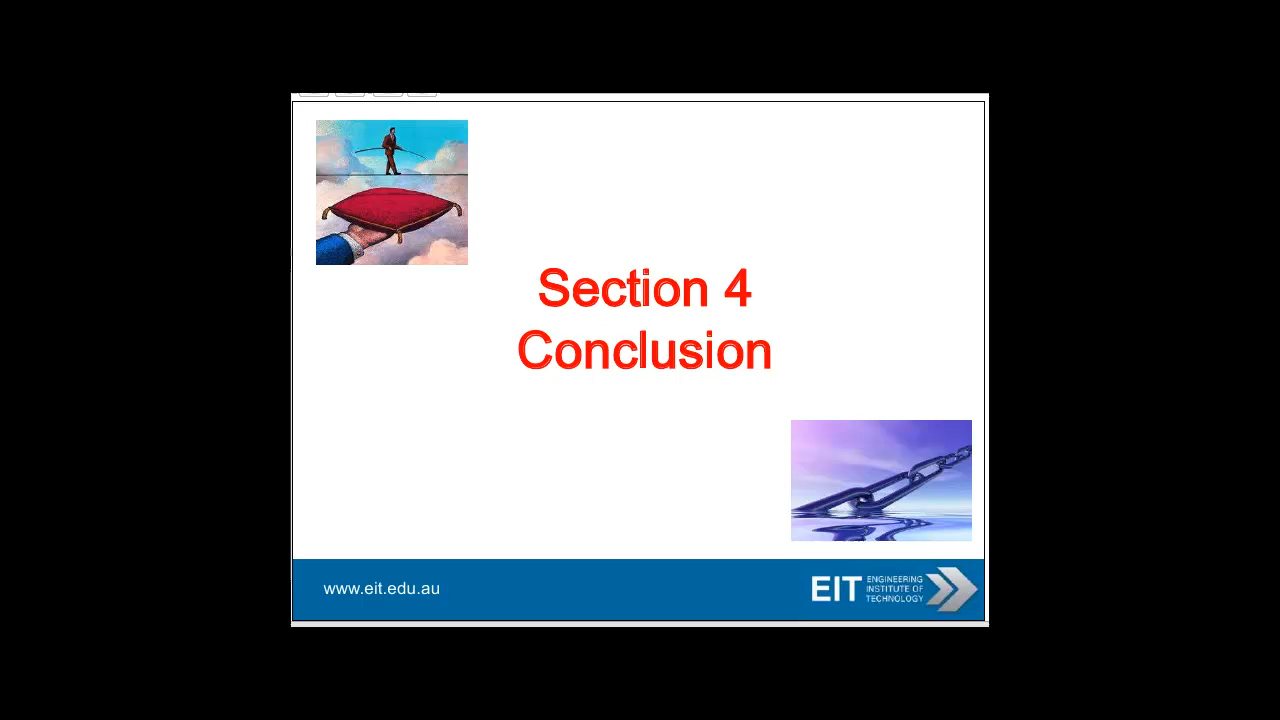 Section 4
Conclusion
www.eit.edu.au
EIT
ENGINEERING
INSTITUTE OF
TECHNOLOGY